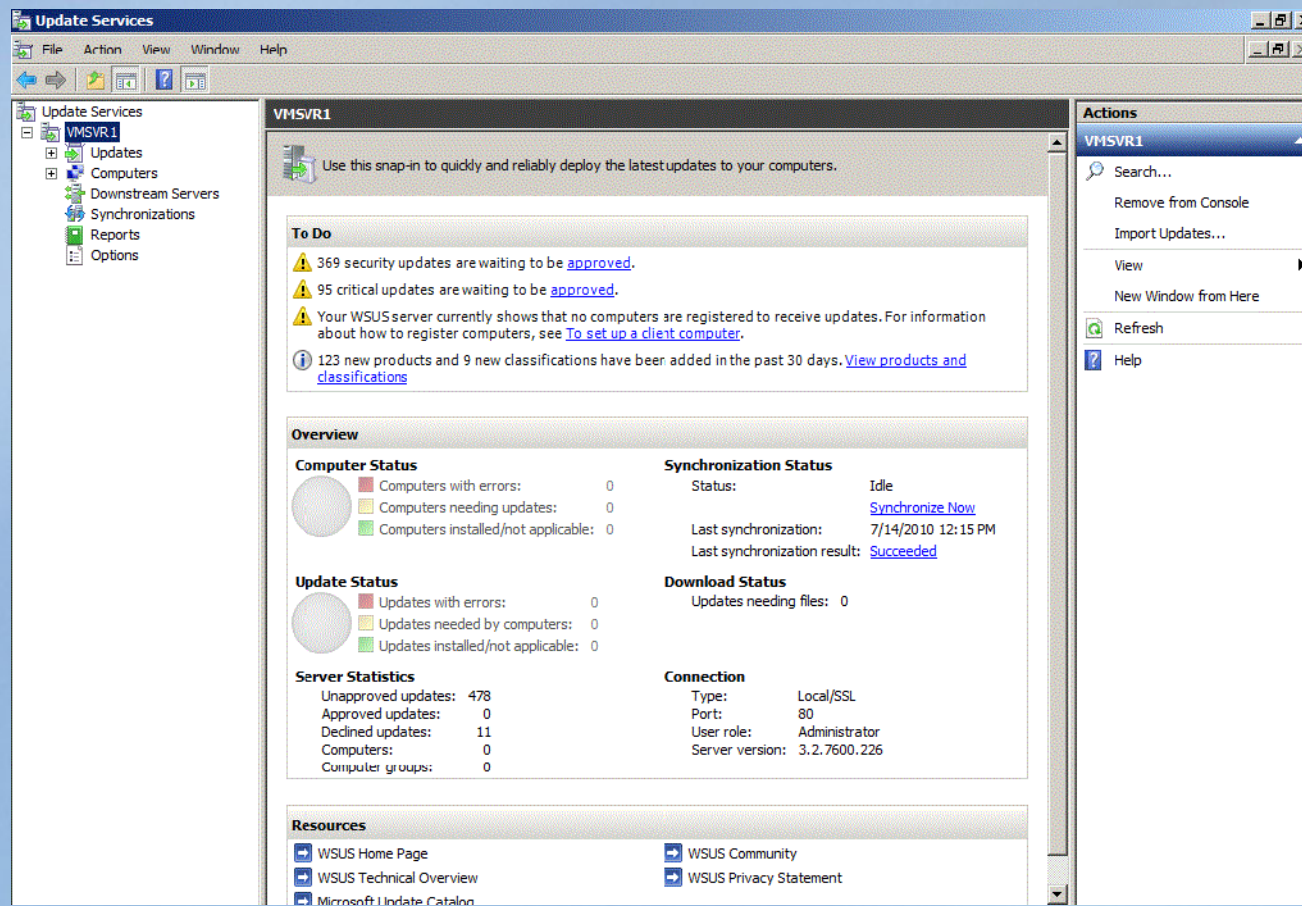 Update Services
File Action View Window Help
Update Services
VMSVR1
Updates
Computers
Downstream Servers
Synchronizations
Reports
Options
VMSVR1
Use this snap-in to quickly and reliably deploy the latest updates to your computers.
To Do
369 security updates are waiting to be approved.
95 critical updates are waiting to be approved.
Your WSUS server currently shows that no computers are registered to receive updates. For information
about how to register computers, see To set up a client computer.
123 new products and 9 new classifications have been added in the past 30 days. View products and
classifications
Overview
Computer Status
Computers with errors: 0
Computers needing updates: 0
Computers installed/not applicable: 0
Synchronization Status
Status: Idle
Synchronize Now
Last synchronization: 7/14/2010 12:15 PM
Last synchronization result: Succeeded
Update Status
Updates with errors: 0
Updates needed by computers: 0
Updates installed/not applicable: 0
Download Status
Updates needing files: 0
Server Statistics
Unapproved updates: 478
Approved updates: 0
Declined updates: 11
Computers: 0
Computer groups: 0
Connection
Type: Local/SSL
Port: 80
User role: Administrator
Server version: 3.2.7600.226
Resources
WSUS Home Page
WSUS Technical Overview
Microsoft Update Catalog
WSUS Community
WSUS Privacy Statement
Actions
VMSVR1
Search...
Remove from Console
Import Updates...
View
New Window from Here
Refresh
Help